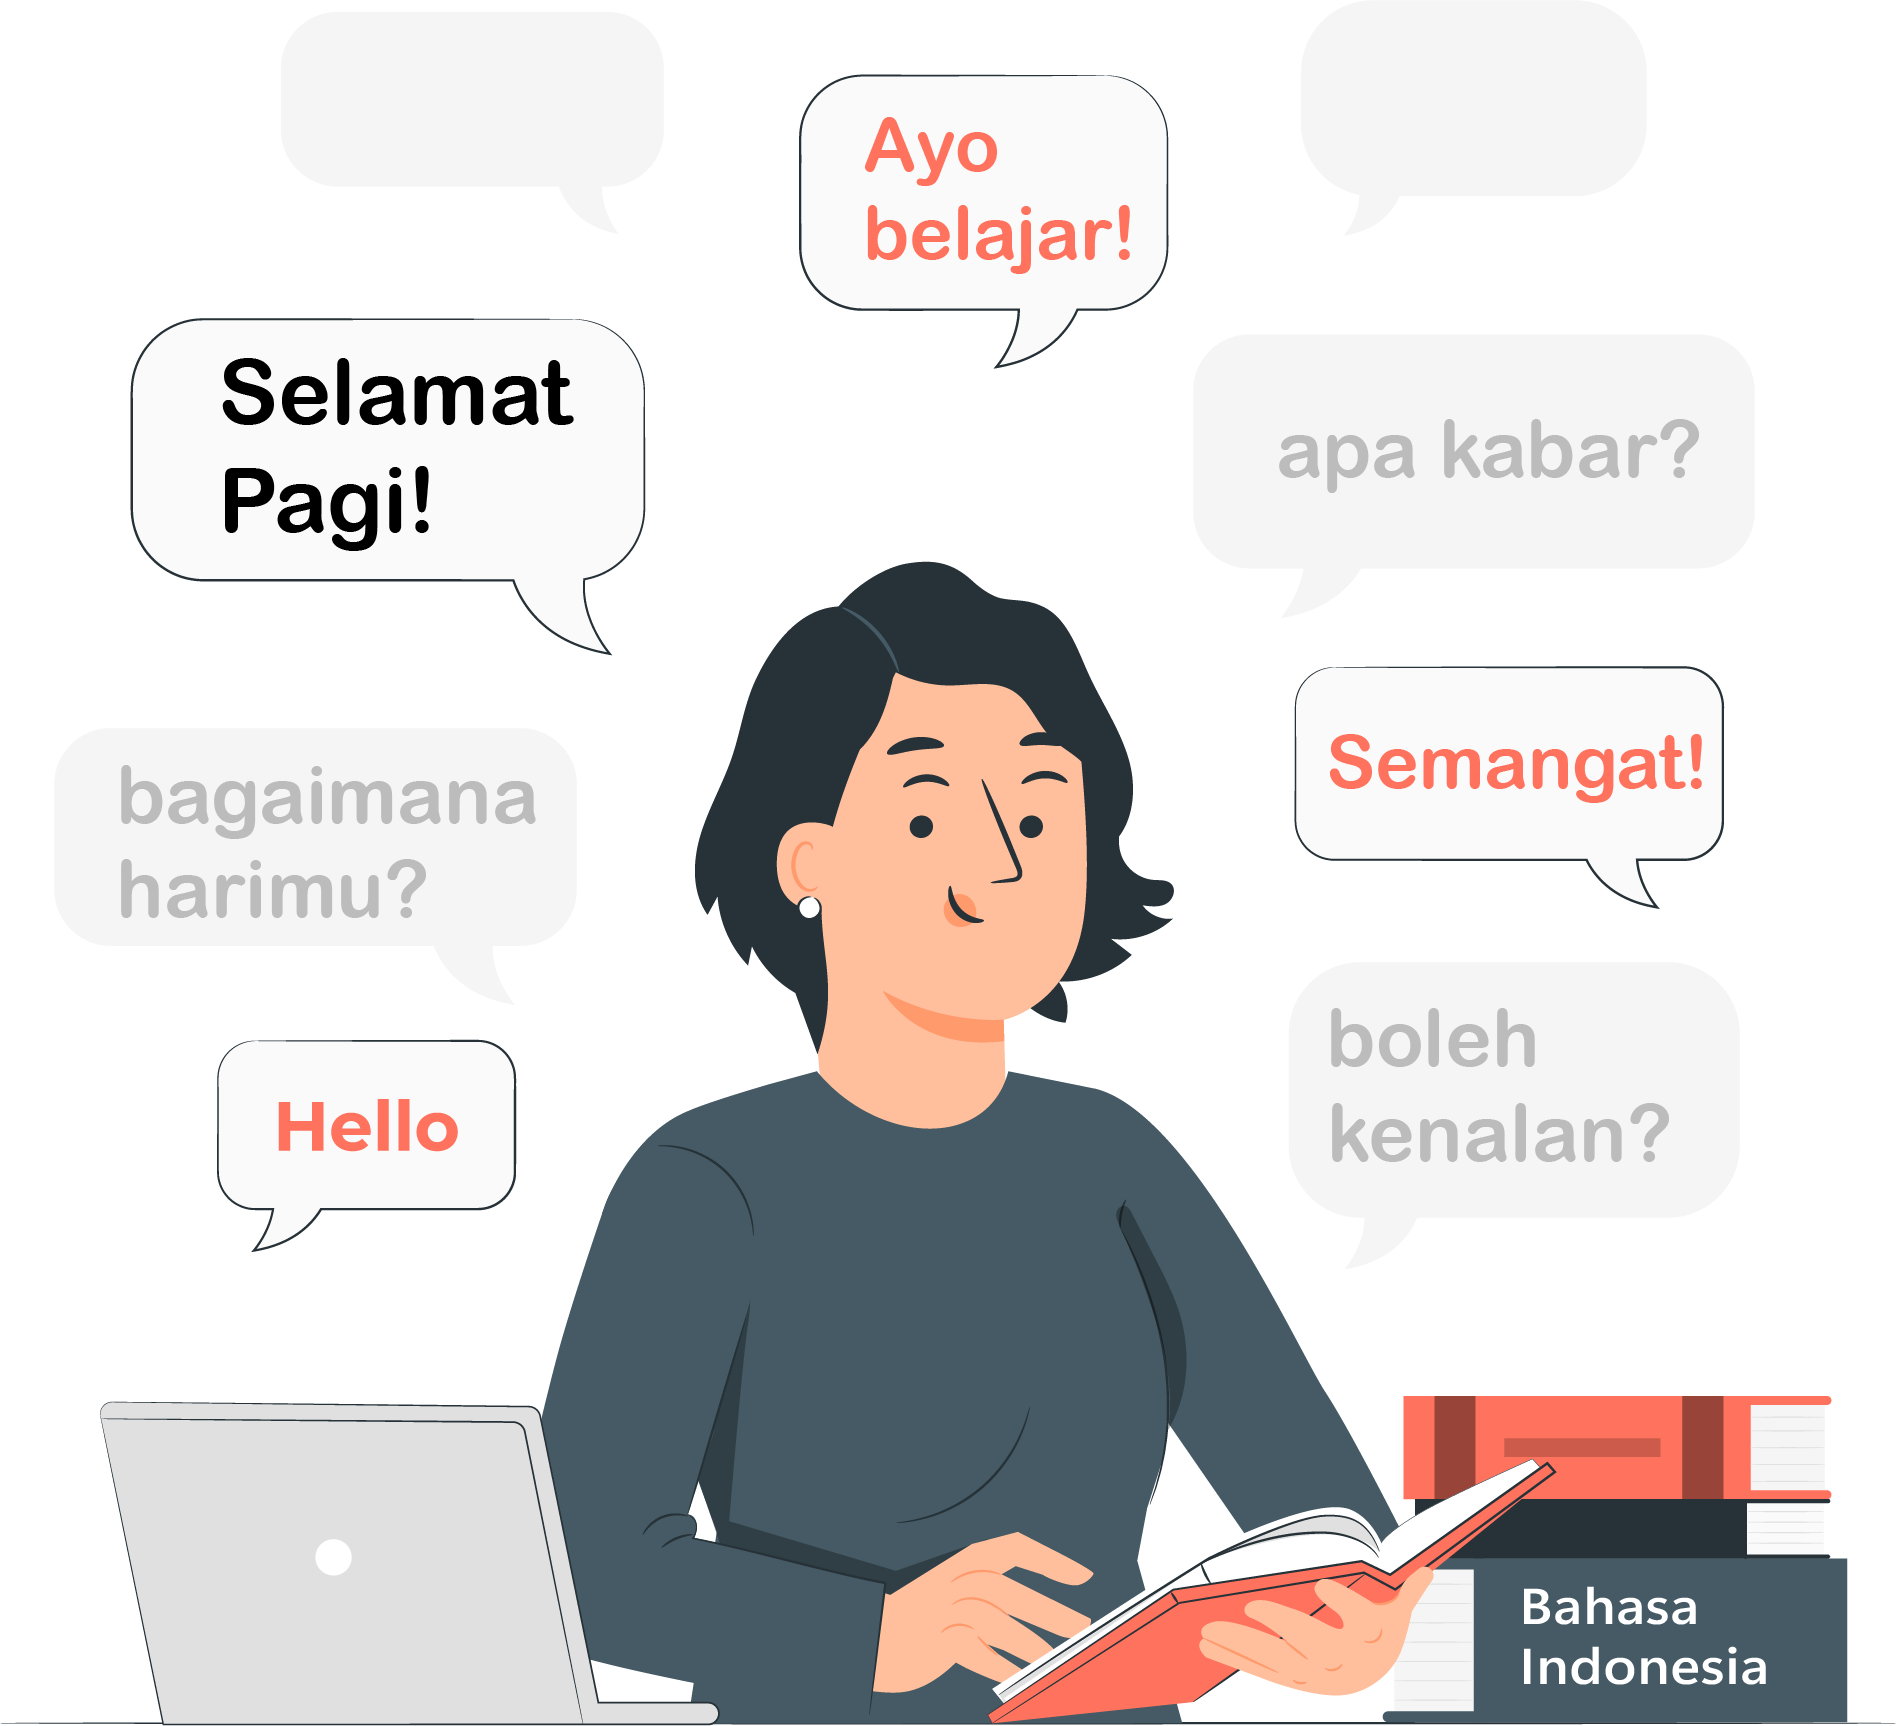 Ayo
belajar!
Selamat
Pagi!
apa kabar?
Semangat!
bagaimana
harimu?
boleh
kenalan?
Hello
Bahasa
Indonesia